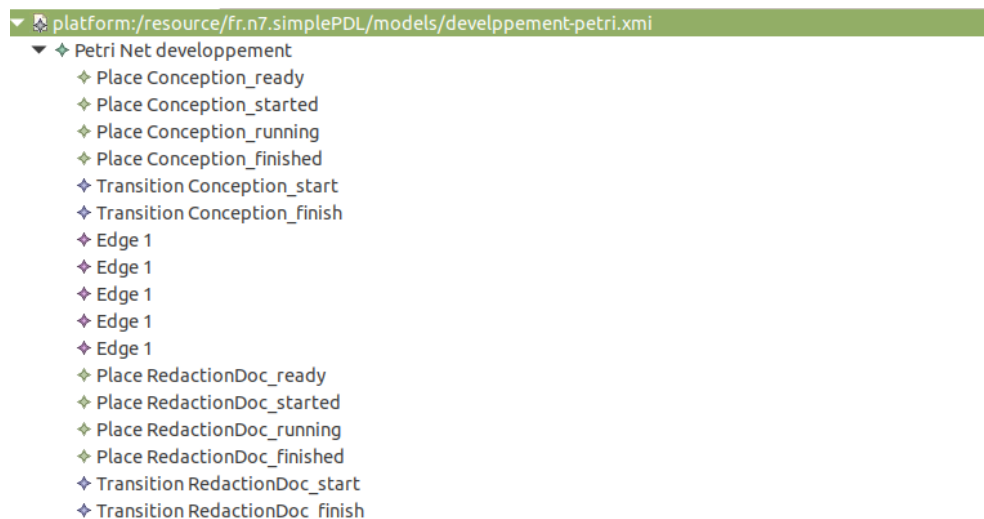 platform:/resource/fr.n7.simplePDL/models/develppement-petri.xmi
Petri Net developpement
Place Conception_ready
Place Conception_started
Place Conception_running
Place Conception_finished
Transition Conception_start
Transition Conception_finish
Edge 1
Edge 1
Edge 1
Edge 1
Edge 1
Place RedactionDoc_ready
Place RedactionDoc_started
Place RedactionDoc_running
Place RedactionDoc_finished
Transition RedactionDoc_start
Transition RedactionDoc_finish